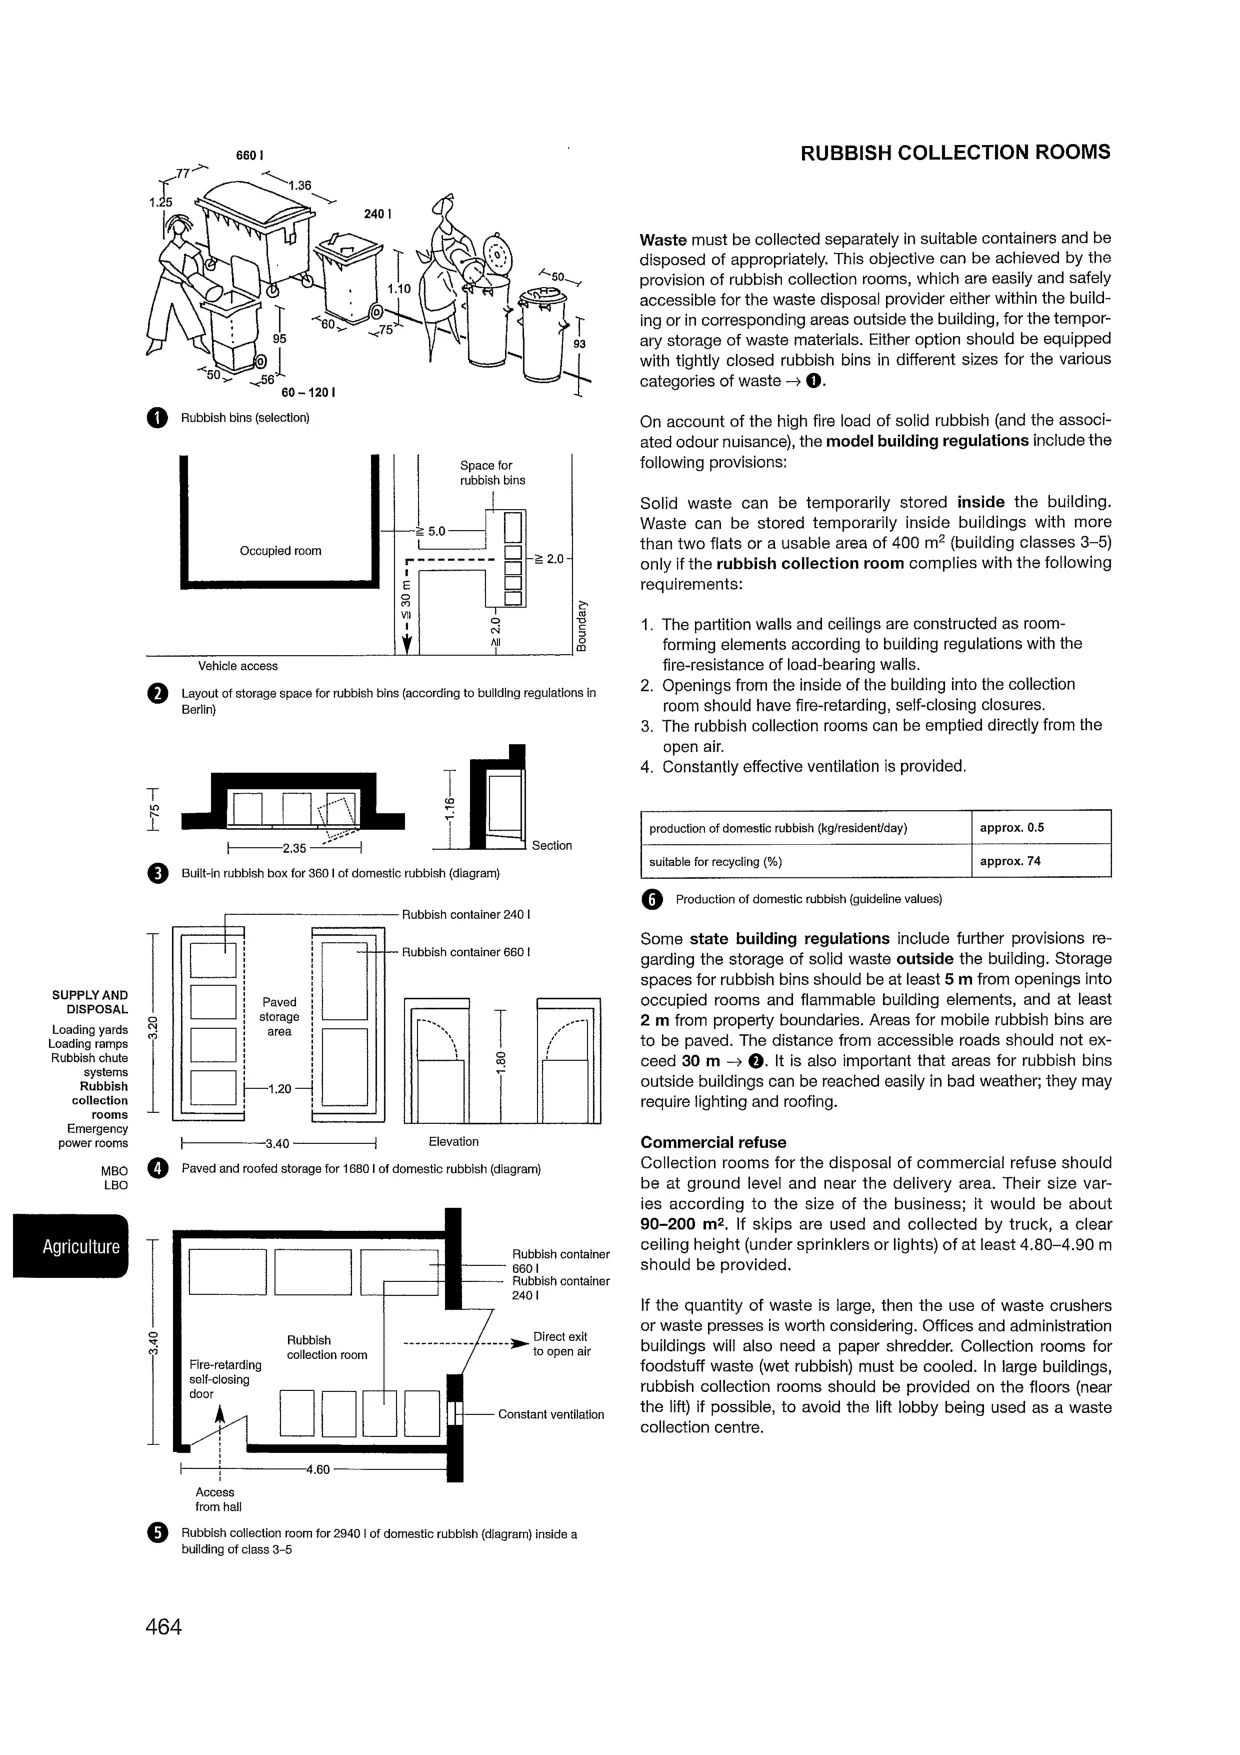 RUBBISH COLLECTION ROOMS
660 l
77
1.36
1.25
240 l
1.10
50
60
75
95
93
50
56
60 – 120 l
1 Rubbish bins (selection)
Space for
rubbish bins
≧ 5.0
Occupied room
≧ 2.0
≦ 30 m
≧ 2.0
Boundary
Vehicle access
2 Layout of storage space for rubbish bins (according to building regulations in
Berlin)
75
1.16
2.35
Section
3 Built-in rubbish box for 360 l of domestic rubbish (diagram)
Rubbish container 240 l
Rubbish container 660 l
Paved
storage
area
3.20
1.80
1.20
3.40
Elevation
4 Paved and roofed storage for 1680 l of domestic rubbish (diagram)
SUPPLY AND
DISPOSAL
Loading yards
Loading ramps
Rubbish chute
systems
Rubbish
collection
rooms
Emergency
power rooms
MBO
LBO
Agriculture
Rubbish container
660 l
Rubbish container
240 l
3.40
Rubbish
collection room
Direct exit
to open air
Fire-retarding
self-closing
door
Constant ventilation
4.60
Access
from hall
5 Rubbish collection room for 2940 l of domestic rubbish (diagram) inside a
building of class 3–5
464
Waste must be collected separately in suitable containers and be
disposed of appropriately. This objective can be achieved by the
provision of rubbish collection rooms, which are easily and safely
accessible for the waste disposal provider either within the build-
ing or in corresponding areas outside the building, for the tempor-
ary storage of waste materials. Either option should be equipped
with tightly closed rubbish bins in different sizes for the various
categories of waste → 1.
On account of the high fire load of solid rubbish (and the associ-
ated odour nuisance), the model building regulations include the
following provisions:
Solid waste can be temporarily stored inside the building.
Waste can be stored temporarily inside buildings with more
than two flats or a usable area of 400 m² (building classes 3–5)
only if the rubbish collection room complies with the following
requirements:
1. The partition walls and ceilings are constructed as room-
forming elements according to building regulations with the
fire-resistance of load-bearing walls.
2. Openings from the inside of the building into the collection
room should have fire-retarding, self-closing closures.
3. The rubbish collection rooms can be emptied directly from the
open air.
4. Constantly effective ventilation is provided.
production of domestic rubbish (kg/resident/day) approx. 0.5
suitable for recycling (%) approx. 74
6 Production of domestic rubbish (guideline values)
Some state building regulations include further provisions re-
garding the storage of solid waste outside the building. Storage
spaces for rubbish bins should be at least 5 m from openings into
occupied rooms and flammable building elements, and at least
2 m from property boundaries. Areas for mobile rubbish bins are
to be paved. The distance from accessible roads should not ex-
ceed 30 m → 2. It is also important that areas for rubbish bins
outside buildings can be reached easily in bad weather; they may
require lighting and roofing.
Commercial refuse
Collection rooms for the disposal of commercial refuse should
be at ground level and near the delivery area. Their size var-
ies according to the size of the business; it would be about
90–200 m². If skips are used and collected by truck, a clear
ceiling height (under sprinklers or lights) of at least 4.80–4.90 m
should be provided.
If the quantity of waste is large, then the use of waste crushers
or waste presses is worth considering. Offices and administration
buildings will also need a paper shredder. Collection rooms for
foodstuff waste (wet rubbish) must be cooled. In large buildings,
rubbish collection rooms should be provided on the floors (near
the lift) if possible, to avoid the lift lobby being used as a waste
collection centre.